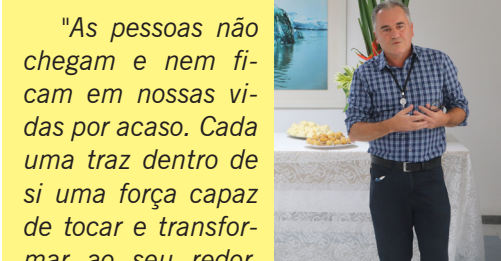 "As pessoas não
chegam e nem fi-
cam em nossas vi-
das por acaso. Cada
uma traz dentro de
si uma força capaz
de tocar e transfor-
mar ao seu redor.